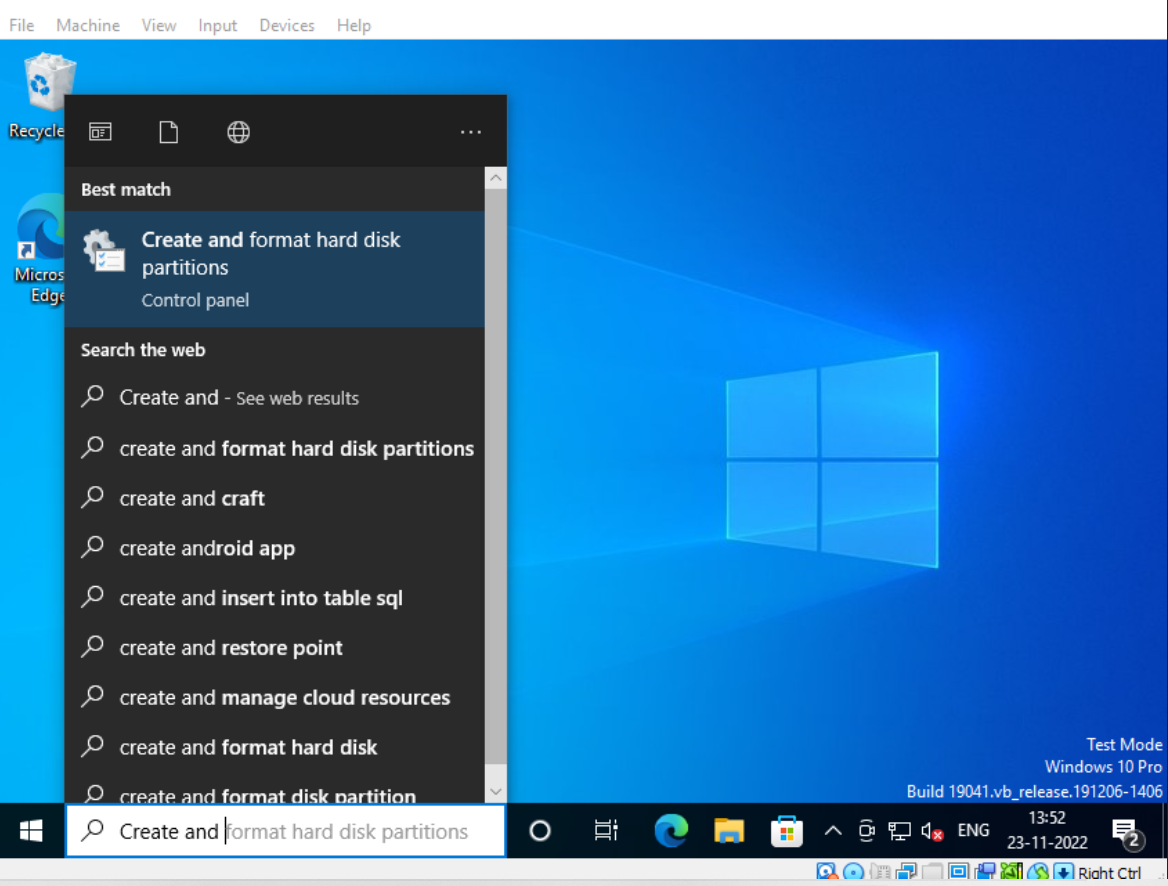 File Machine View Input Devices Help
Recycle
Micros
Edge
Best match
Create and format hard disk
partitions
Control panel
Search the web
Create and - See web results
create and format hard disk partitions
create and craft
create android app
create and insert into table sql
create and restore point
create and manage cloud resources
create and format hard disk
create and format disk partition
Test Mode
Windows 10 Pro
Build 19041.vb_release.191206-1406
Create and format hard disk partitions
ENG
13:52
23-11-2022
2
Right Ctrl